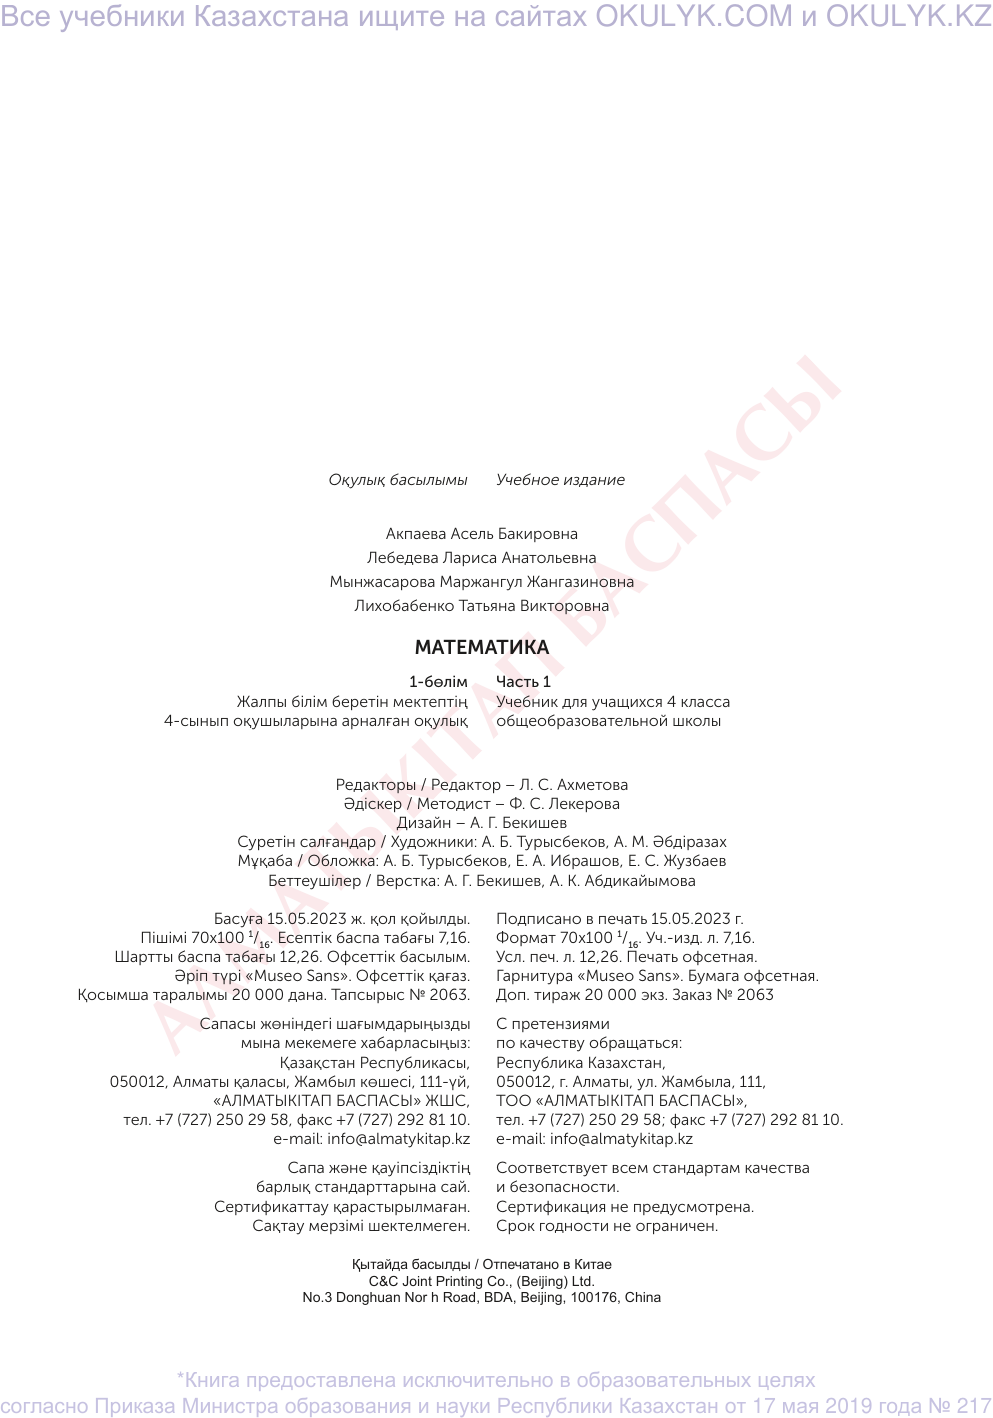 Все учебники Казахстана ищите на сайтах OKULYK.COM и OKULYK.KZ
Оқулық басылымы Учебное издание
Акпаева Асель Бакировна
Лебедева Лариса Анатольевна
Мынжасарова Маржангул Жангазиновна
Лихобабенко Татьяна Викторовна
МАТЕМАТИКА
1-бөлім
Жалпы білім беретін мектептің
4-сынып оқушыларына арналған оқулық
Часть 1
Учебник для учащихся 4 класса
общеобразовательной школы
Редакторы / Редактор – Л. С. Ахметова
Әдіскер / Методист – Ф. С. Лекерова
Дизайн – А. Г. Бекишев
Суретін салғандар / Художники: А. Б. Турысбеков, А. М. Әбдіразах
Мұқаба / Обложка: А. Б. Турысбеков, Е. А. Ибрашов, Е. С. Жузбаев
Беттеушілер / Верстка: А. Г. Бекишев, А. К. Абдикайымова
Басуға 15.05.2023 ж. қол қойылды.
Пішімі 70х100 1/16. Есептік баспа табағы 7,16.
Шартты баспа табағы 12,26. Офсеттік басылым.
Әріп түрі «Museo Sans». Офсеттік қағаз.
Қосымша таралымы 20 000 дана. Тапсырыс № 2063.
Сапасы жөніндегі шағымдарыңызды
мына мекемеге хабарласыңыз:
Қазақстан Республикасы,
050012, Алматы қаласы, Жамбыл көшесі, 111-үй,
«АЛМАТЫКІТАП БАСПАСЫ» ЖШС,
тел. +7 (727) 250 29 58, факс +7 (727) 292 81 10.
e-mail: info@almatykitap.kz
Сапа және қауіпсіздіктің
барлық стандарттарына сай.
Сертификаттау қарастырылмаған.
Сақтау мерзімі шектелмеген.
Подписано в печать 15.05.2023 г.
Формат 70х100 1/16. Уч.-изд. л. 7,16.
Усл. печ. л. 12,26. Печать офсетная.
Гарнитура «Museo Sans». Бумага офсетная.
Доп. тираж 20 000 экз. Заказ № 2063
С претензиями
по качеству обращаться:
Республика Казахстан,
050012, г. Алматы, ул. Жамбыла, 111,
ТОО «АЛМАТЫКІТАП БАСПАСЫ»,
тел. +7 (727) 250 29 58; факс +7 (727) 292 81 10.
e-mail: info@almatykitap.kz
Соответствует всем стандартам качества
и безопасности.
Сертификация не предусмотрена.
Срок годности не ограничен.
Қытайда басылды / Отпечатано в Китае
C&C Joint Printing Co., (Beijing) Ltd.
No.3 Donghuan Nor h Road, BDA, Beijing, 100176, China
АЛМАТЫКІТАП БАСПАСЫ
*Книга предоставлена исключительно в образовательных целях
согласно Приказа Министра образования и науки Республики Казахстан от 17 мая 2019 года № 217